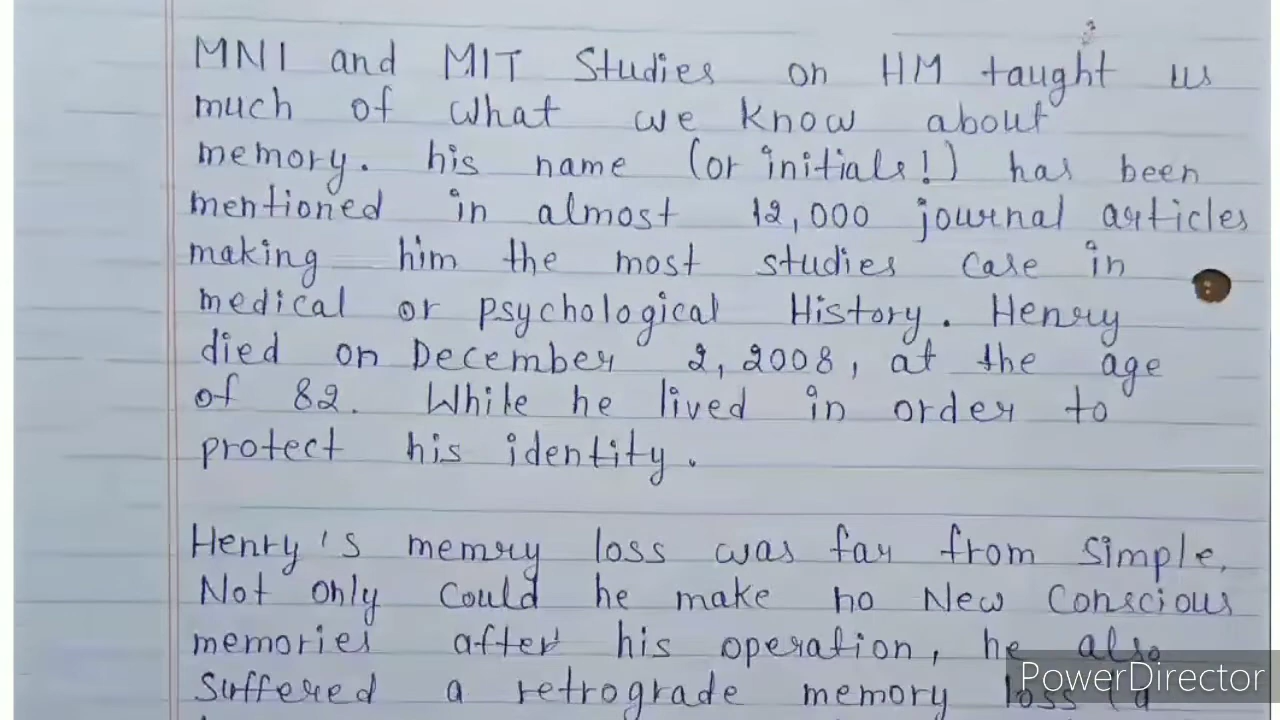 MNI and MIT Studies on HM taught us
much of what we know about
memory. his name (or initials!) has been
mentioned in almost 12,000 journal articles
making him the most studies case in
medical or psychological History. Henry
died on December 2, 2008, at the age
of 82. While he lived in order to
protect his identity.
Henry's memry loss was far from simple.
Not only could he make no New Conscious
memories after his operation, he also
Suffered a retrograde memory loss (a
PowerDirector